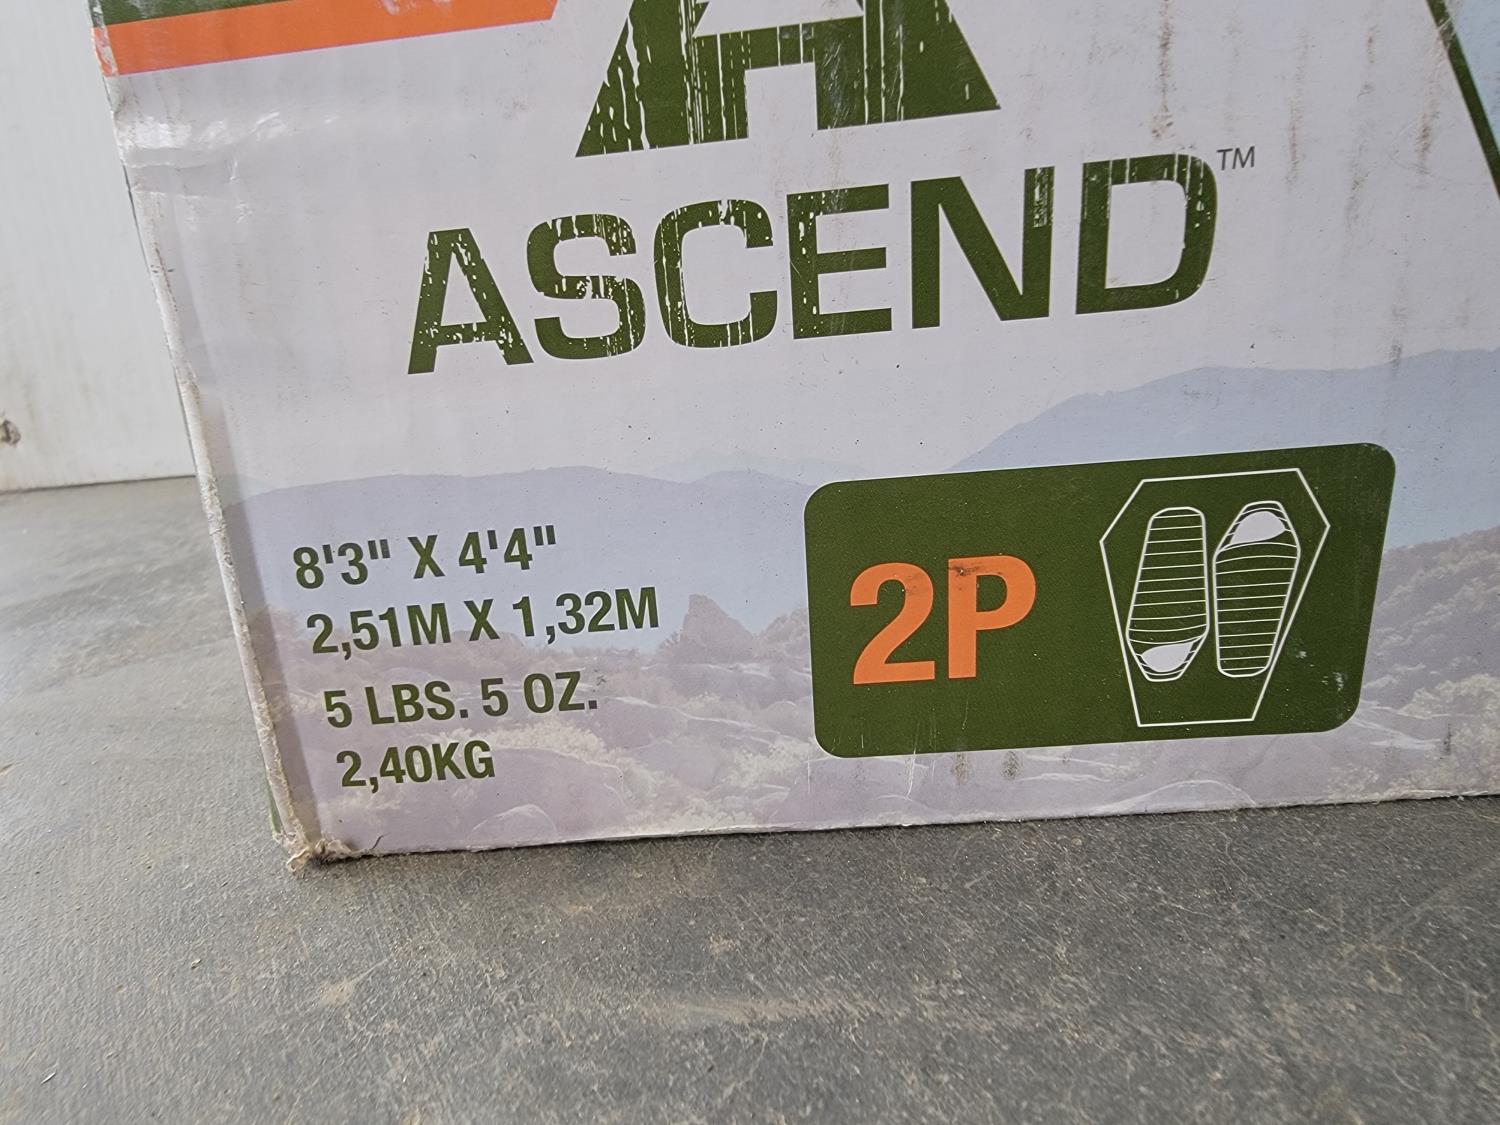 ASCEND™
8'3" X 4'4"
2,51M X 1,32M
5 LBS. 5 OZ.
2,40KG
2P